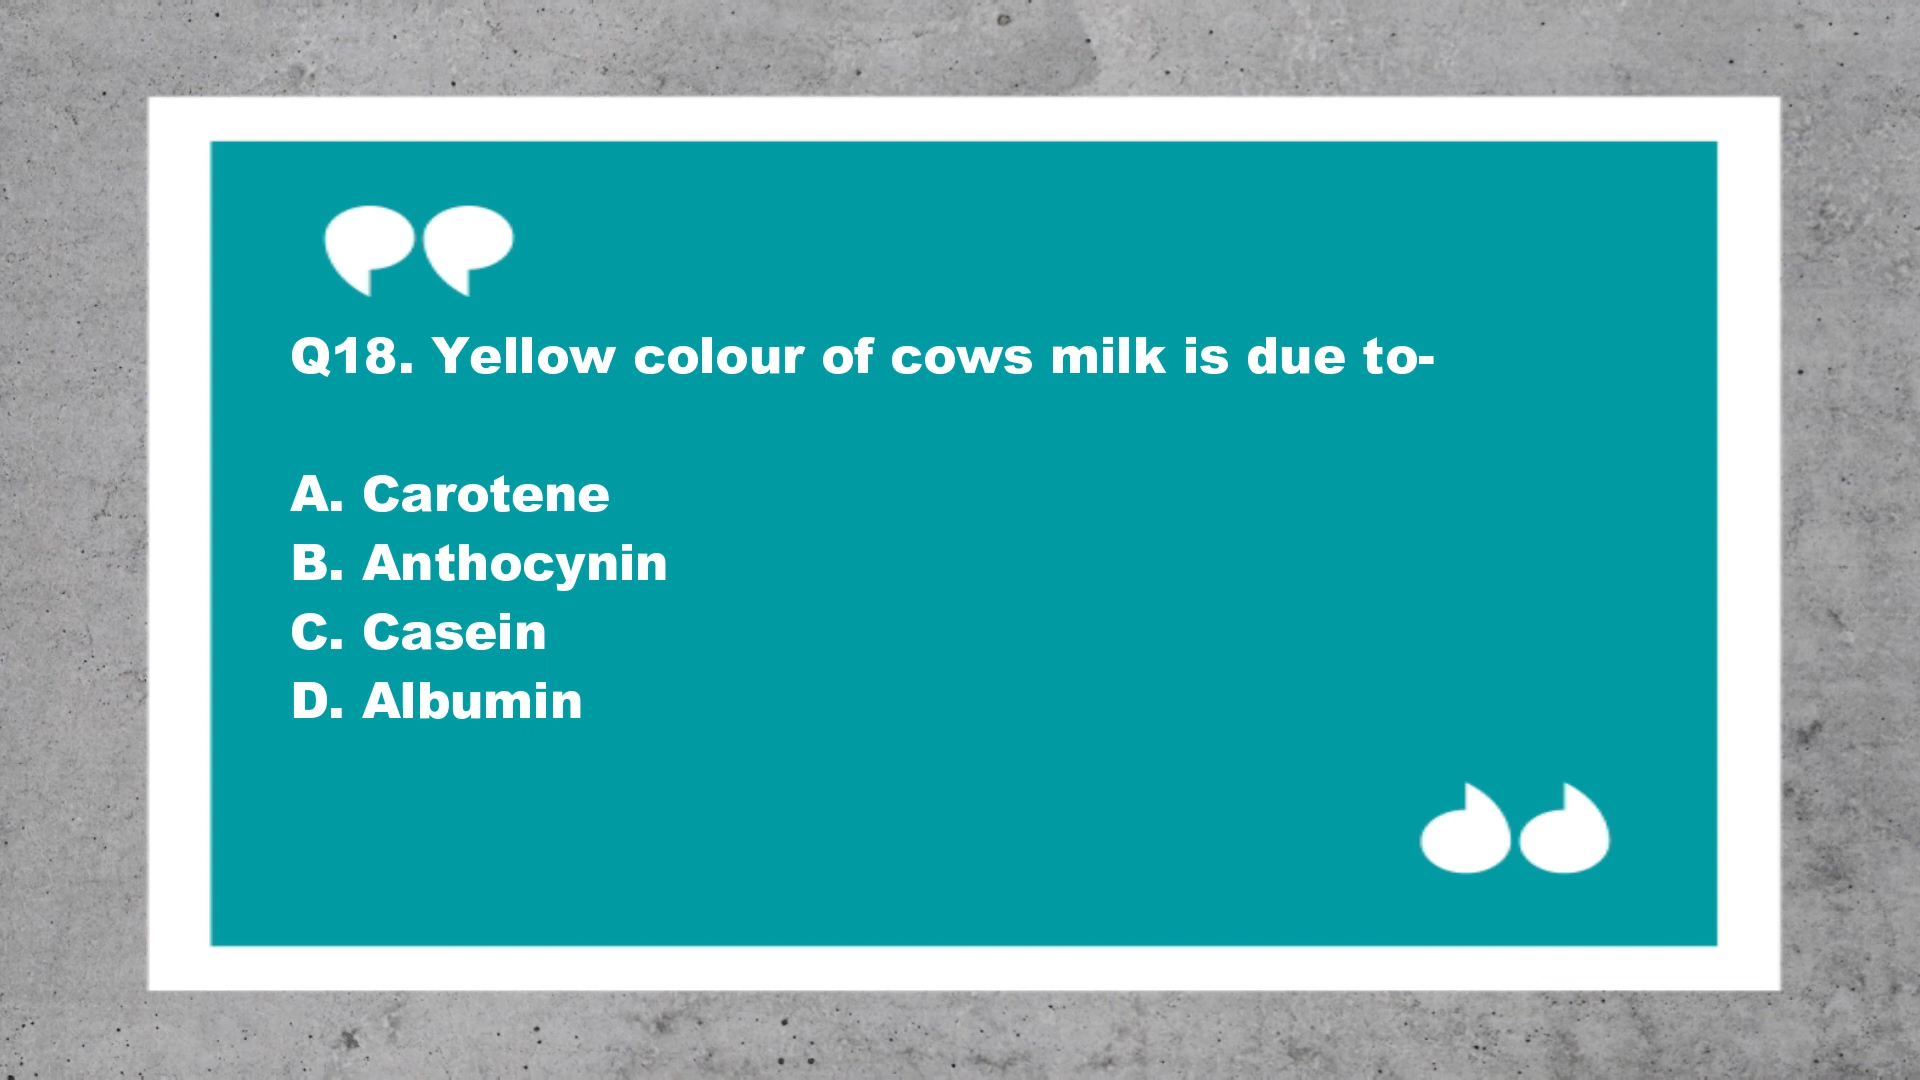 Q18. Yellow colour of cows milk is due to-
A. Carotene
B. Anthocynin
C. Casein
D. Albumin